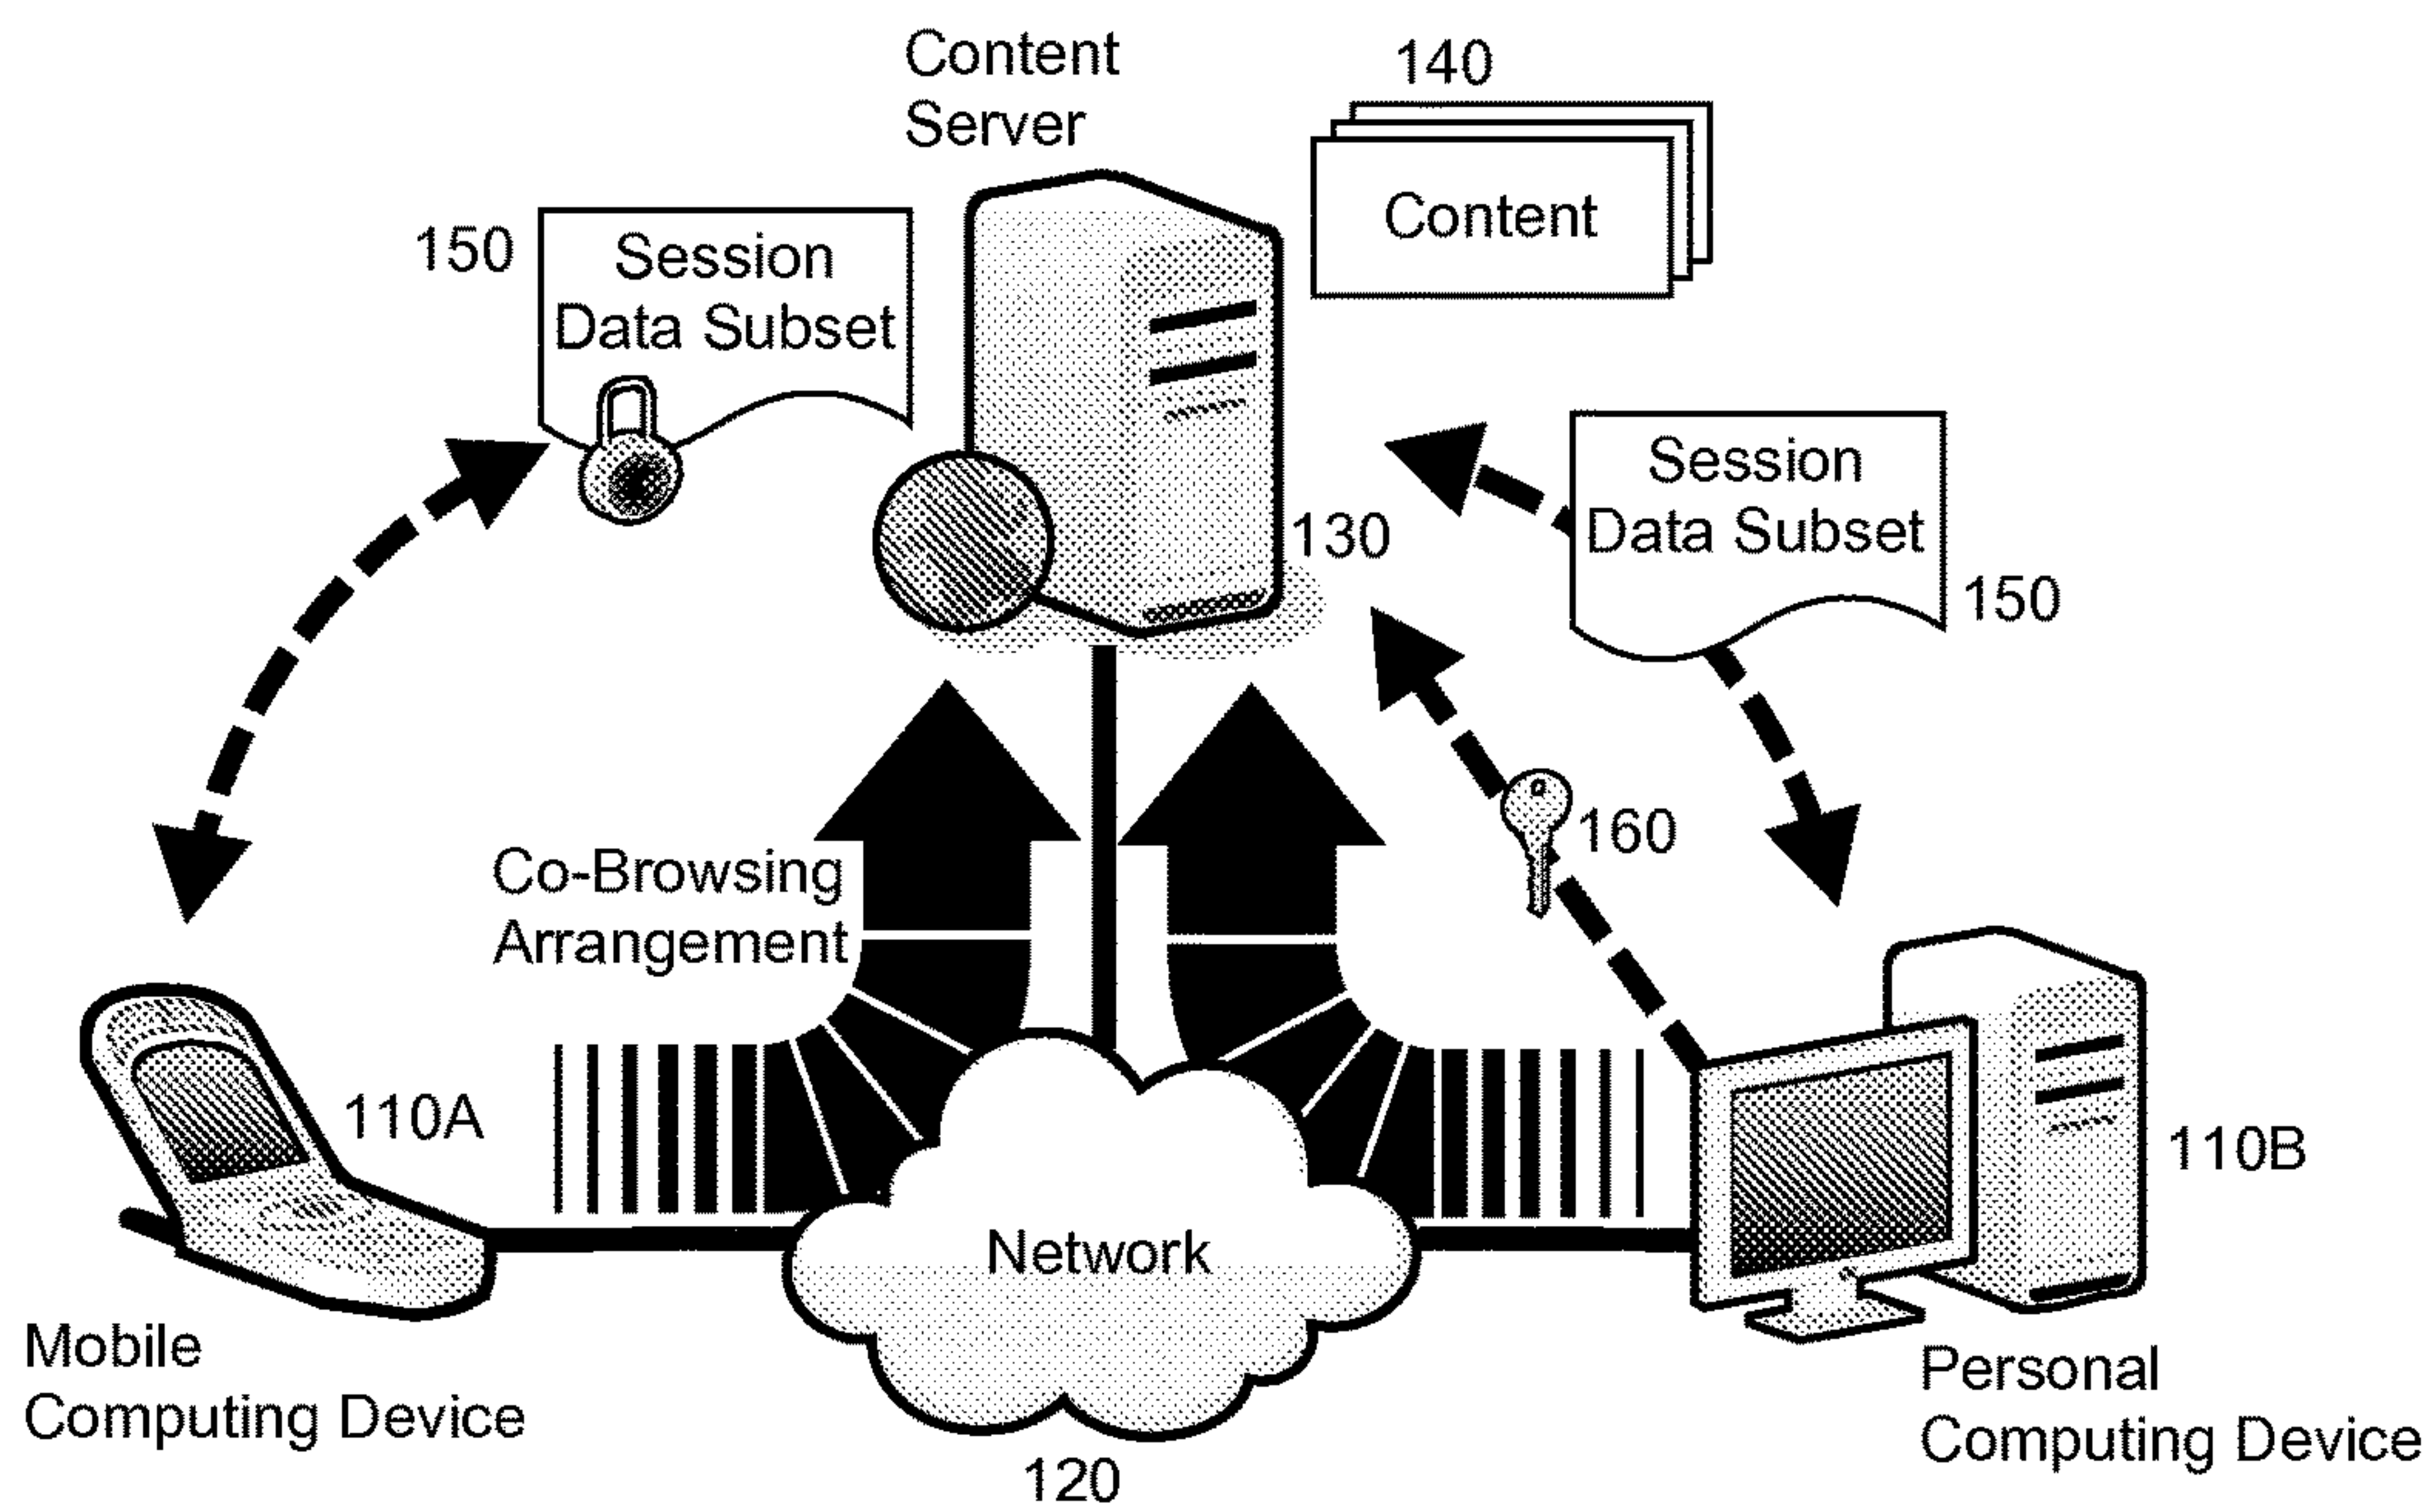 Content
Server
140
Content
150
Session
Data Subset
130
Session
Data Subset
150
160
Co-Browsing
Arrangement
110A
110B
Network
Mobile
Computing Device
Personal
Computing Device
120